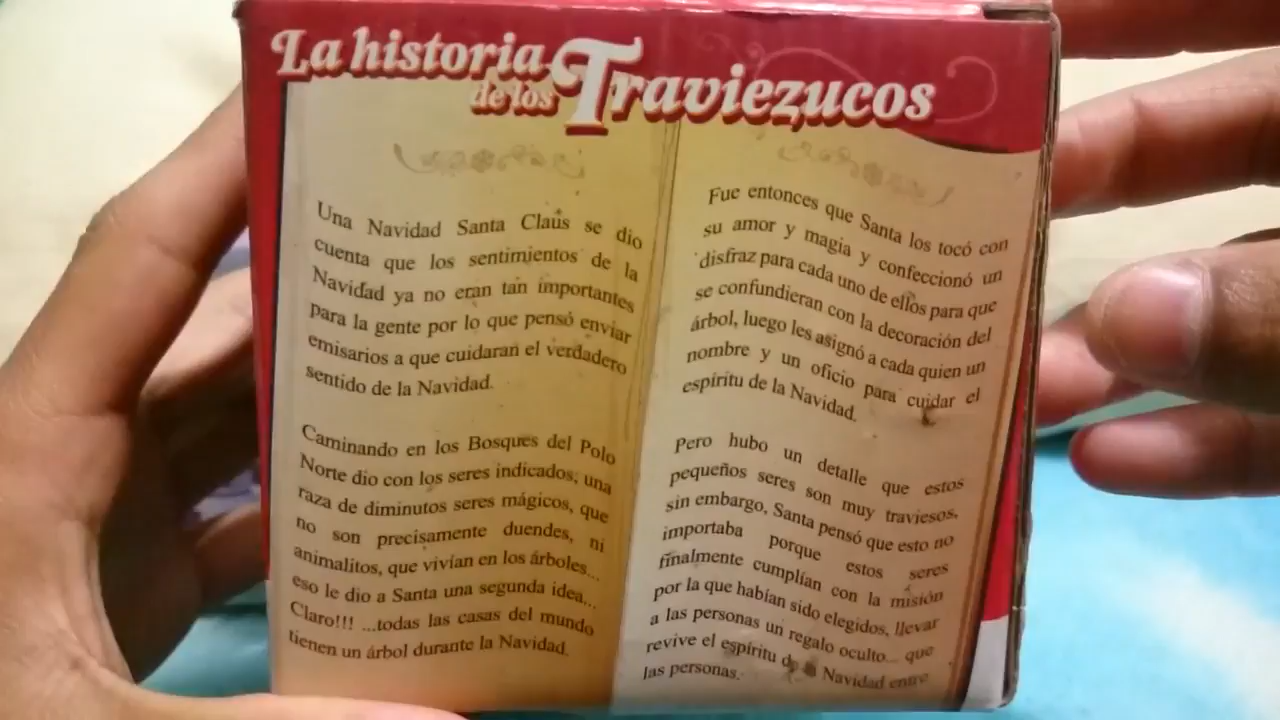 La historia
de los Traviezucos
Una Navidad Santa Claus se dio
cuenta que los sentimientos de la
Navidad ya no eran tan importantes
para la gente por lo que pensó enviar
emisarios a que cuidaran el verdadero
sentido de la Navidad.
Caminando en los Bosques del Polo
Norte dio con los seres indicados; una
raza de diminutos seres mágicos, que
no son precisamente duendes, ni
animalitos, que vivían en los árboles...
eso le dio a Santa una segunda idea...
Claro!!! ...todas las casas del mundo
tienen un árbol durante la Navidad.
Fue entonces que Santa los tocó con
su amor y magia y confeccionó un
disfraz para cada uno de ellos para que
se confundieran con la decoración del
árbol, luego les asignó a cada quien un
nombre y un oficio para cuidar el
espíritu de la Navidad.
Pero hubo un detalle que estos
pequeños seres son muy traviesos,
sin embargo, Santa pensó que esto no
importaba porque estos seres
finalmente cumplían con la misión
por la que habían sido elegidos, llevar
a las personas un regalo oculto... que
revive el espíritu de la Navidad entre
las personas.